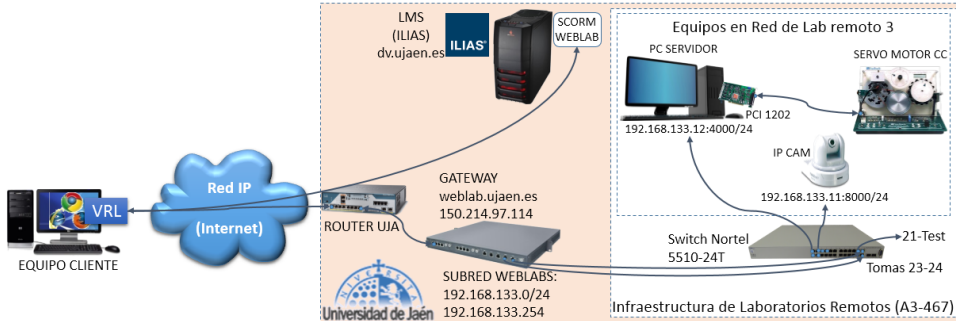 LMS
(ILIAS)
dv.ujaen.es
ILIAS
SCORM
WEBLAB
Equipos en Red de Lab remoto 3
PC SERVIDOR
SERVO MOTOR CC
PCI 1202
192.168.133.12:4000/24
IP CAM
192.168.133.11:8000/24
Red IP
(Internet)
VRL
EQUIPO CLIENTE
ROUTER UJA
GATEWAY
weblab.ujaen.es
150.214.97.114
SUBRED WEBLABS:
192.168.133.0/24
192.168.133.254
Switch Nortel
5510-24T
21-Test
Tomas 23-24
UNIVERSITAS
Universidad de Jaén
Infraestructura de Laboratorios Remotos (A3-467)